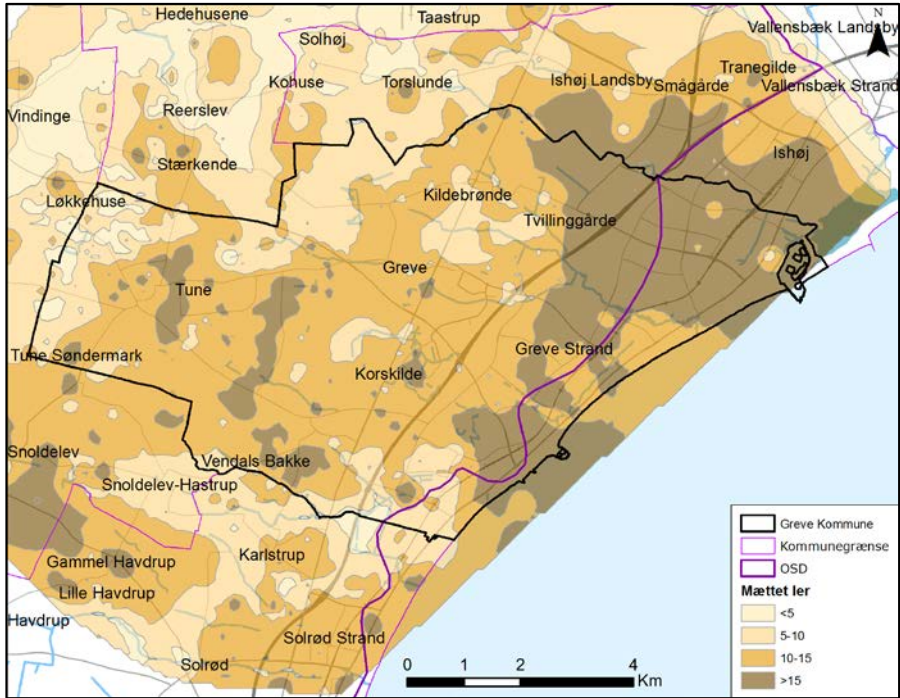 Hedehusene
Taastrup
Vallensbæk Landsby
N
Solhøj
Tranegilde
Kohuse
Torslunde
Ishøj Landsby
Smågårde
Vallensbæk Strand
Vindinge
Reerslev
Stærkende
Ishøj
Løkkehuse
Kildebrønde
Tvillinggårde
Greve
Tune
Tune Søndermark
Greve Strand
Korskilde
Snoldelev
Vendals Bakke
Snoldelev-Hastrup
Karlstrup
Gammel Havdrup
Lille Havdrup
Havdrup
Solrød Strand
Solrød
0 1 2 4
Km
Greve Kommune
Kommunegrænse
OSD
Mættet ler
<5
5-10
10-15
>15